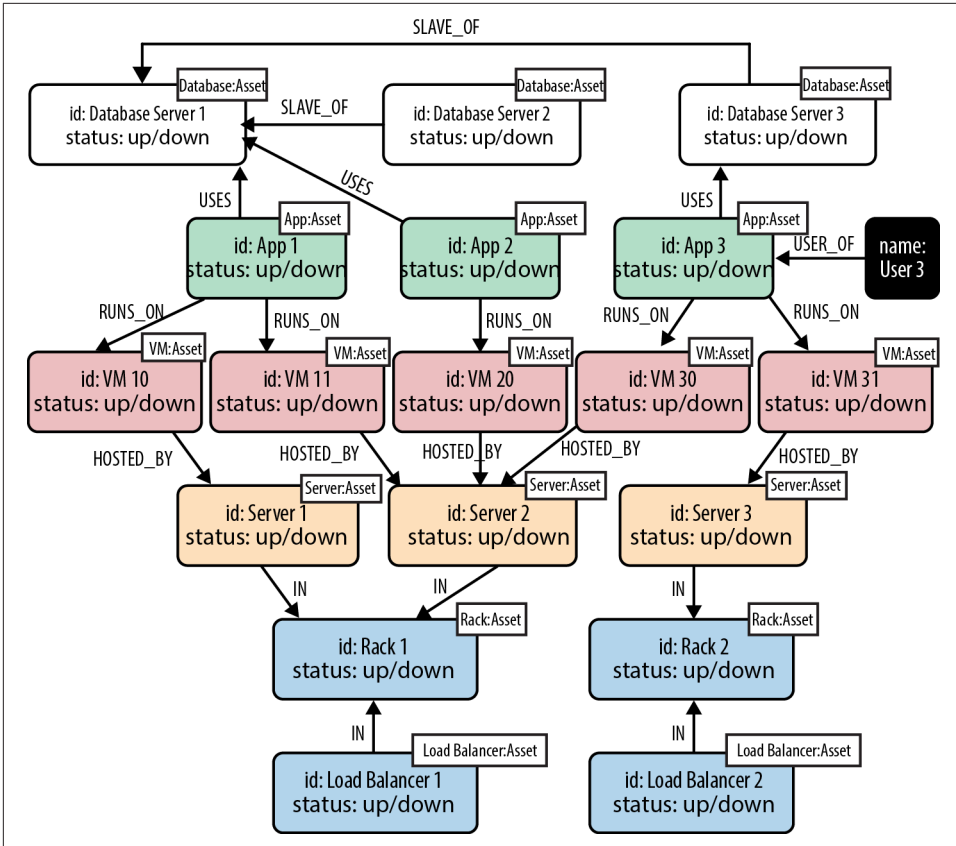 SLAVE_OF
Database:Asset
id: Database Server 1
status: up/down
SLAVE_OF
Database:Asset
id: Database Server 2
status: up/down
Database:Asset
id: Database Server 3
status: up/down
USES
USES
USES
App:Asset
id: App 1
status: up/down
App:Asset
id: App 2
status: up/down
App:Asset
id: App 3
status: up/down
USER_OF
name:
User 3
RUNS_ON
RUNS_ON
RUNS_ON
RUNS_ON
RUNS_ON
VM:Asset
id: VM 10
status: up/down
VM:Asset
id: VM 11
status: up/down
VM:Asset
id: VM 20
status: up/down
VM:Asset
id: VM 30
status: up/down
VM:Asset
id: VM 31
status: up/down
HOSTED_BY
HOSTED_BY
HOSTED_BY
HOSTED_BY
HOSTED_BY
Server:Asset
id: Server 1
status: up/down
Server:Asset
id: Server 2
status: up/down
Server:Asset
id: Server 3
status: up/down
IN
IN
IN
Rack:Asset
id: Rack 1
status: up/down
Rack:Asset
id: Rack 2
status: up/down
IN
IN
Load Balancer:Asset
id: Load Balancer 1
status: up/down
Load Balancer:Asset
id: Load Balancer 2
status: up/down